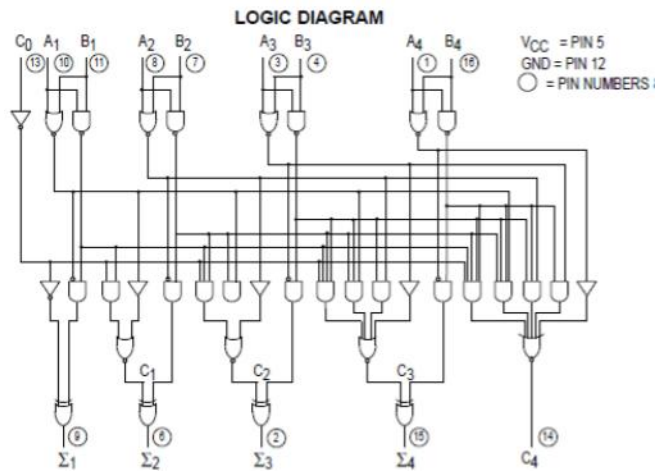 LOGIC DIAGRAM
C0 A1 B1 A2 B2 A3 B3 A4 B4
13 10 11 8 7 3 4 1 16
VCC = PIN 5
GND = PIN 12
= PIN NUMBERS
C1 C2 C3
9 6 2 15 14
Σ1 Σ2 Σ3 Σ4 C4